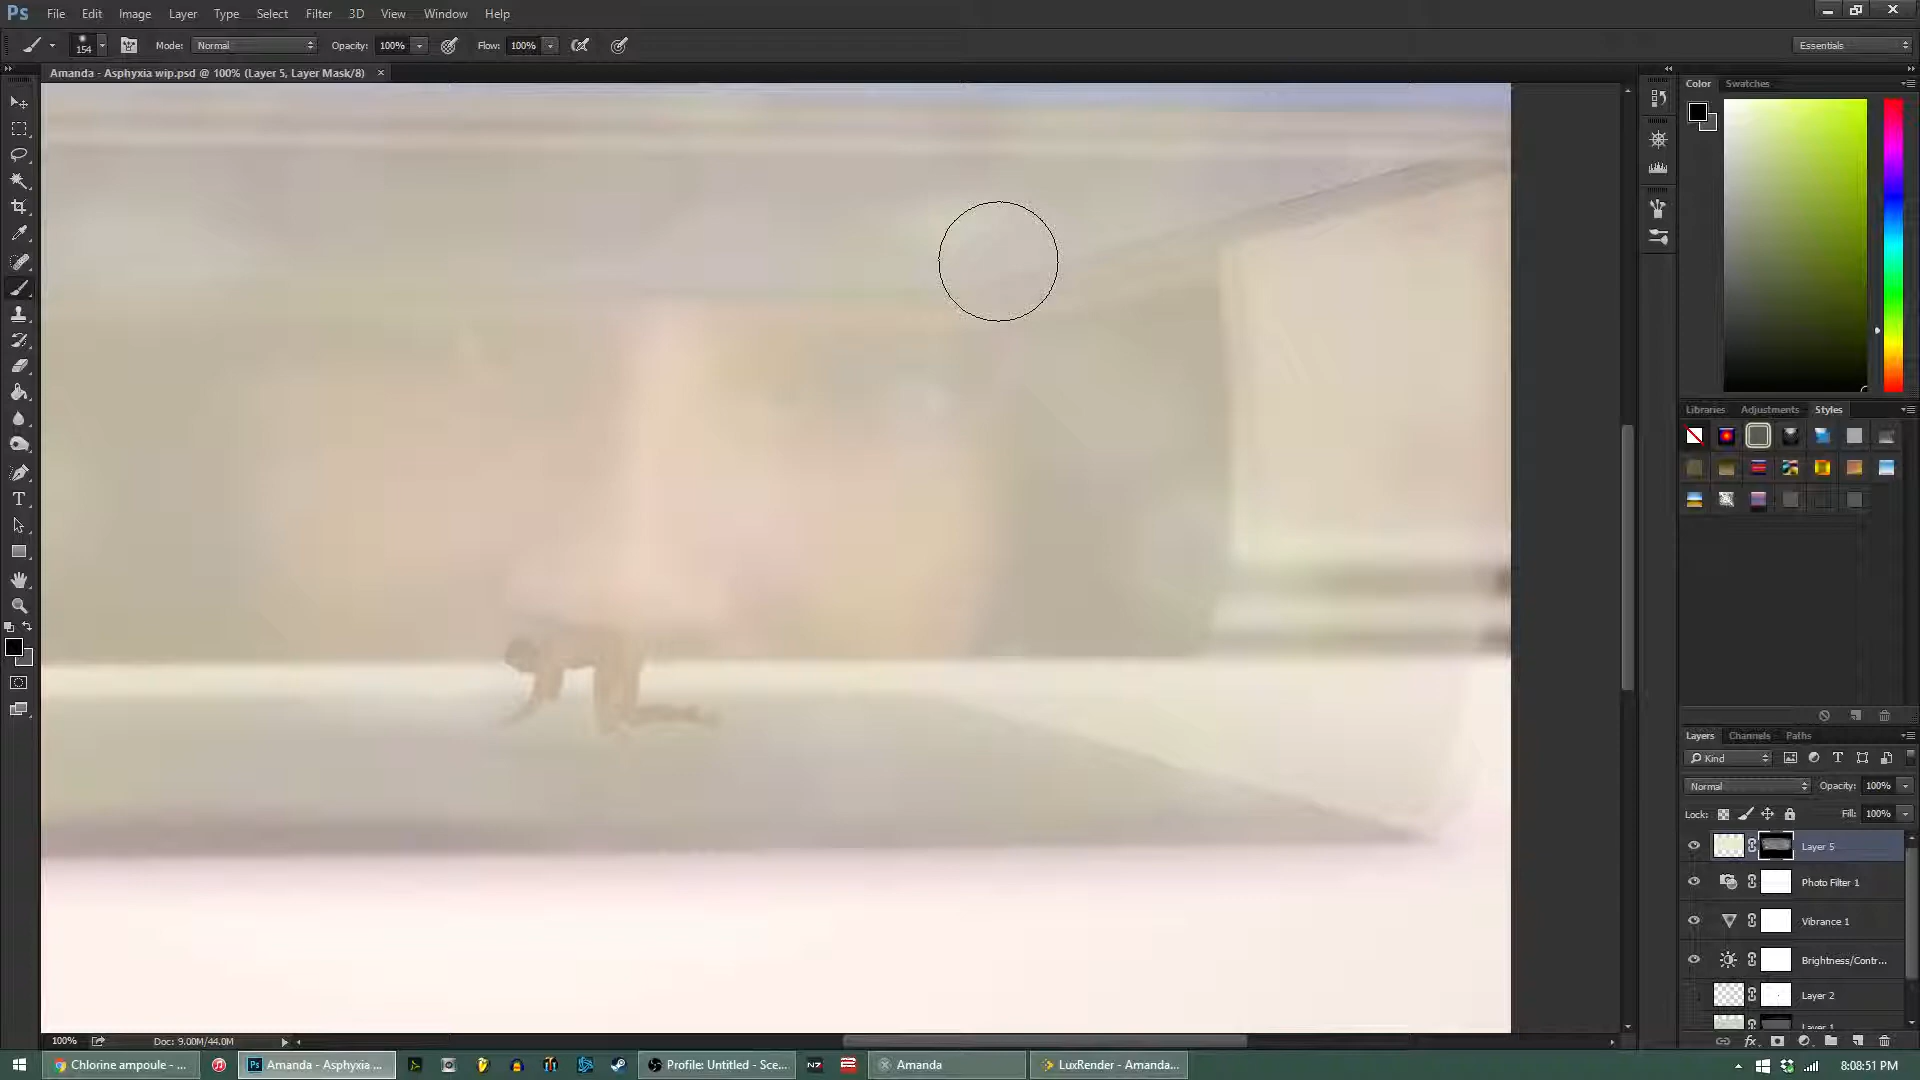 Ps File Edit Image Layer Type Select Filter 3D View Window Help
154 Mode: Normal Opacity: 100% Flow: 100% Essentials
Amanda - Asphyxia wip.psd @ 100% (Layer 5, Layer Mask/8) ×
Color Swatches
Libraries Adjustments Styles
Layers Channels Paths
Kind
Normal Opacity: 100%
Lock: Fill: 100%
Layer 5
Photo Filter 1
Vibrance 1
Brightness/Contr...
Layer 2
Layer 1
100% Doc: 9.00M/44.0M
Chlorine ampoule - ... Ps Amanda - Asphyxia ... Profile: Untitled - Sce... N7 Amanda LuxRender - Amanda... 8:08:51 PM